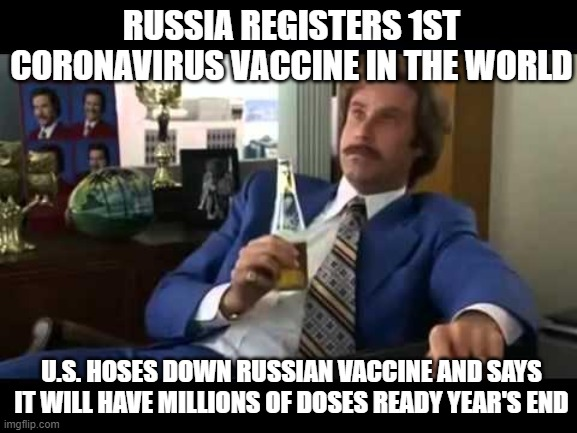 RUSSIA REGISTERS 1ST
CORONAVIRUS VACCINE IN THE WORLD
U.S. HOSES DOWN RUSSIAN VACCINE AND SAYS
IT WILL HAVE MILLIONS OF DOSES READY YEAR'S END
imgflip.com